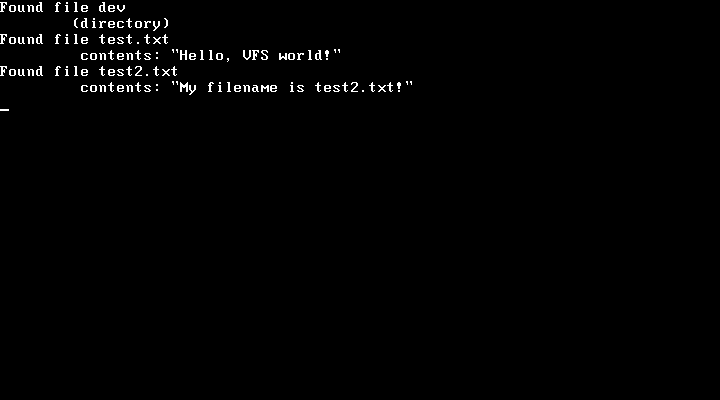 Found file dev
(directory)
Found file test.txt
contents: "Hello, VFS world!"
Found file test2.txt
contents: "My filename is test2.txt!"